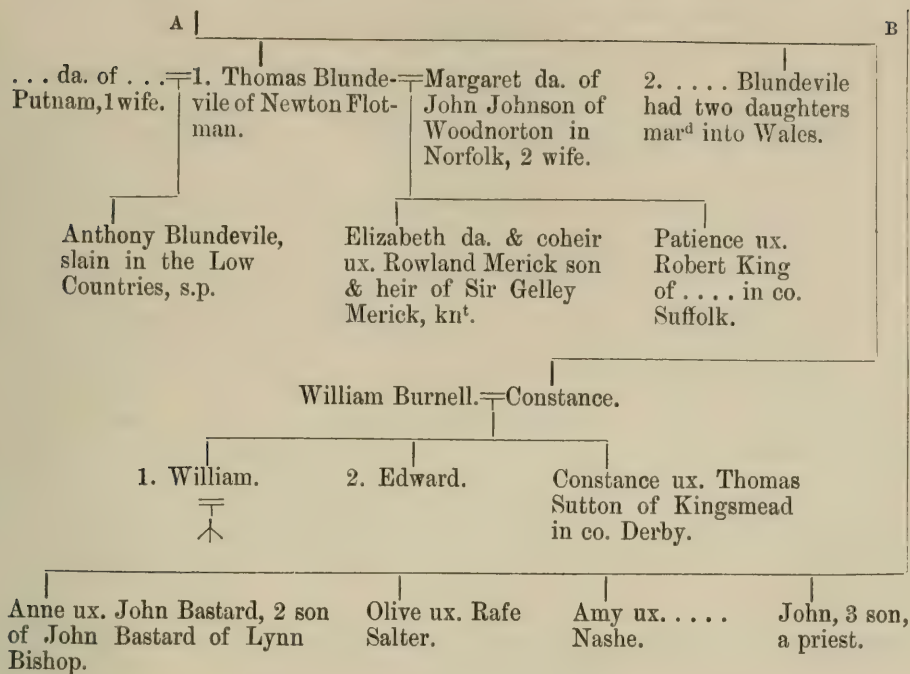 A B
. . . da. of . . .
Putnam, 1 wife.
1. Thomas Blunde-
vile of Newton Flot-
man.
Margaret da. of
John Johnson of
Woodnorton in
Norfolk, 2 wife.
2. . . . . Blundevile
had two daughters
marᵈ into Wales.
Anthony Blundevile,
slain in the Low
Countries, s.p.
Elizabeth da. & coheir
ux. Rowland Merick son
& heir of Sir Gelley
Merick, knᵗ.
Patience ux.
Robert King
of . . . . in co.
Suffolk.
William Burnell. Constance.
1. William.
2. Edward.
Constance ux. Thomas
Sutton of Kingsmead
in co. Derby.
Anne ux. John Bastard, 2 son
of John Bastard of Lynn
Bishop.
Olive ux. Rafe
Salter.
Amy ux. . . . .
Nashe.
John, 3 son,
a priest.